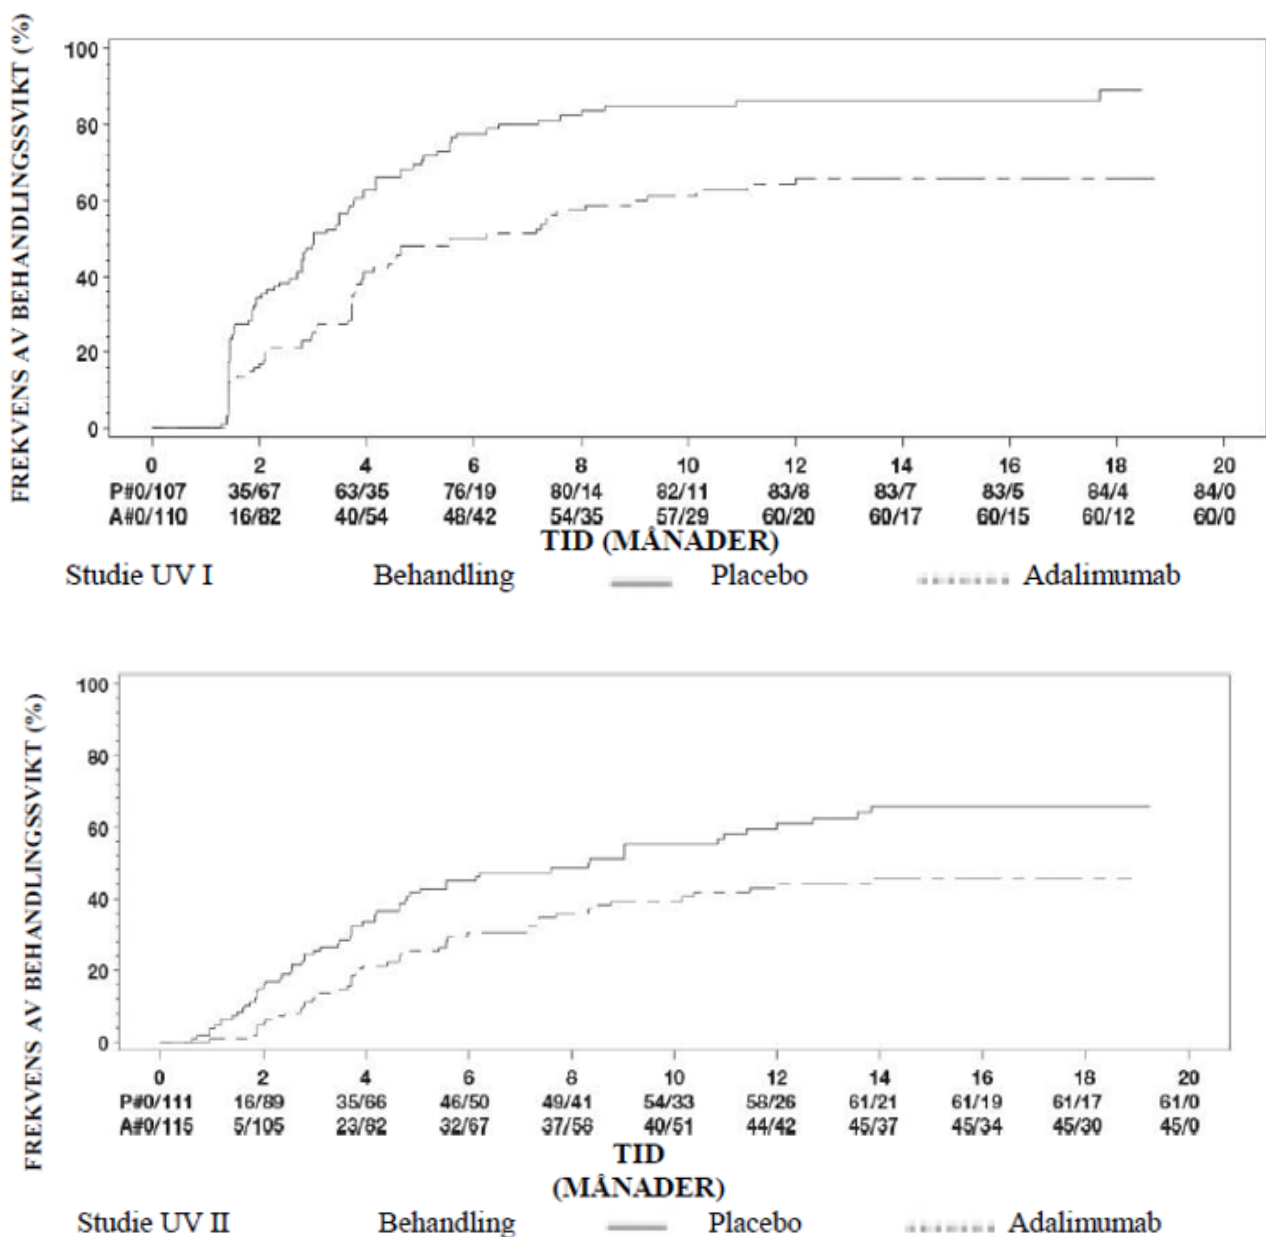 FREKVENS AV BEHANDLINGSSVIKT (%)
100
80
60
40
20
0
0 2 4 6 8 10 12 14 16 18 20
P#0/107 35/67 63/35 76/19 80/14 82/11 83/8 83/7 83/5 84/4 84/0
A#0/110 16/82 40/54 48/42 54/35 57/29 60/20 60/17 60/15 60/12 60/0
TID (MÅNADER)
Studie UV I Behandling Placebo Adalimumab
FREKVENS AV BEHANDLINGSSVIKT (%)
100
80
60
40
20
0
0 2 4 6 8 10 12 14 16 18 20
P#0/111 16/89 35/66 46/50 49/41 54/33 58/26 61/21 61/19 61/17 61/0
A#0/115 5/105 23/82 32/67 37/56 40/51 44/42 45/37 45/34 45/30 45/0
TID
(MÅNADER)
Studie UV II Behandling Placebo Adalimumab